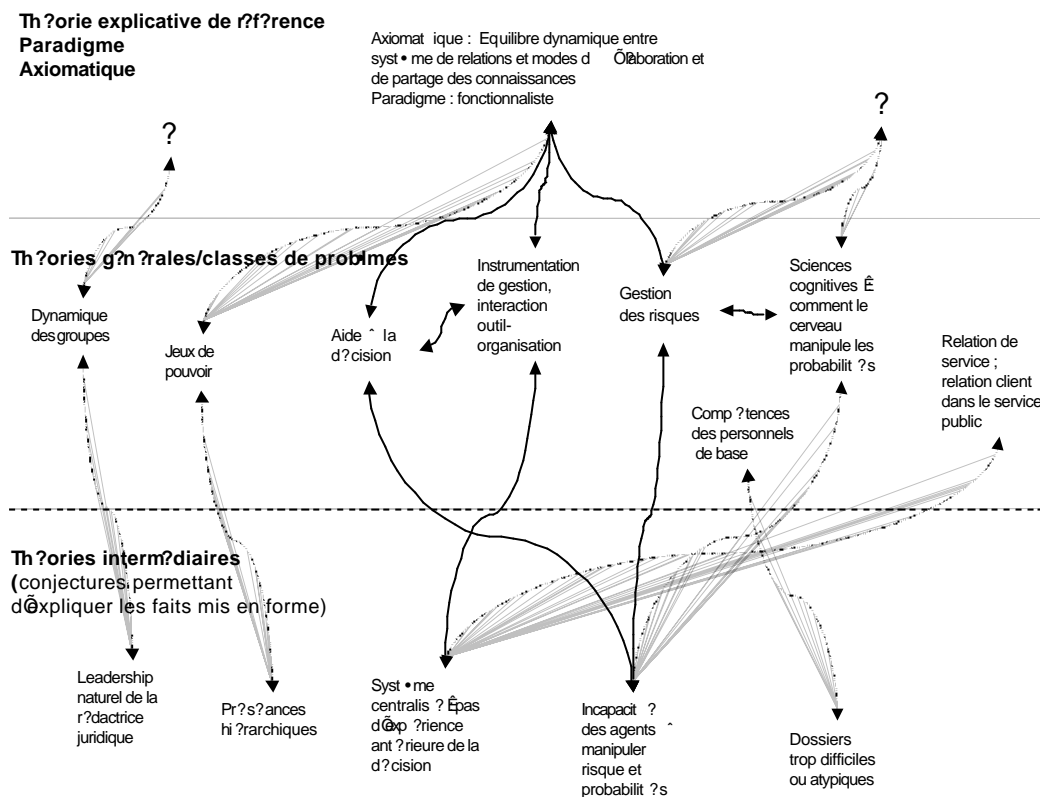 Th?orie explicative de r?f?rence
Paradigme
Axiomatique
Axiomat ique : Equilibre dynamique entre
syst•me de relations et modes d Õ?laboration et
de partage des connaissances
Paradigme : fonctionnaliste
?
?
Th?ories g?n?rales/classes de probl•mes
Dynamique
des groupes
Jeux de
pouvoir
Aide ˆ la
d?cision
Instrumentation
de gestion,
interaction
outil-
organisation
Gestion
des risques
Sciences
cognitives Ê
comment le
cerveau
manipule les
probabilit ?s
Relation de
service ;
relation client
dans le service
public
Comp ?tences
des personnels
de base
Th?ories interm?diaires
(conjectures permettant
dÕexpliquer les faits mis en forme)
Leadership
naturel de la
r?dactrice
juridique
Pr?s?ances
hi?rarchiques
Syst•me
centralis ? Êpas
dÕexp ?rience
ant ?rieure de la
d?cision
Incapacit ?
des agents ˆ
manipuler
risque et
probabilit ?s
Dossiers
trop difficiles
ou atypiques